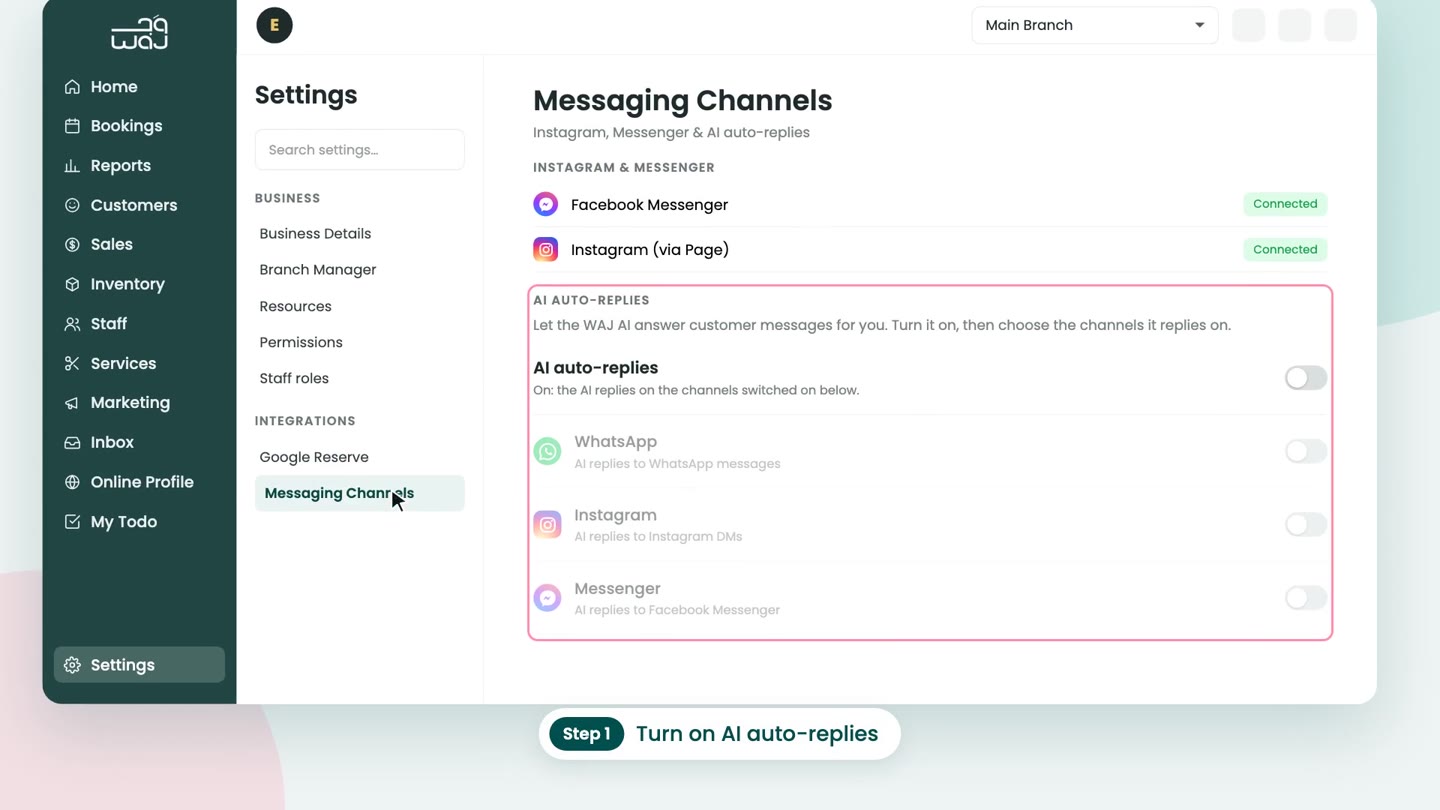 waj
Home
Bookings
Reports
Customers
Sales
Inventory
Staff
Services
Marketing
Inbox
Online Profile
My Todo
Settings
E
Main Branch
Settings
Search settings...
BUSINESS
Business Details
Branch Manager
Resources
Permissions
Staff roles
INTEGRATIONS
Google Reserve
Messaging Channels
Messaging Channels
Instagram, Messenger & AI auto-replies
INSTAGRAM & MESSENGER
Facebook Messenger
Connected
Instagram (via Page)
Connected
AI AUTO-REPLIES
Let the WAJ AI answer customer messages for you. Turn it on, then choose the channels it replies on.
AI auto-replies
On: the AI replies on the channels switched on below.
WhatsApp
AI replies to WhatsApp messages
Instagram
AI replies to Instagram DMs
Messenger
AI replies to Facebook Messenger
Step 1 Turn on AI auto-replies